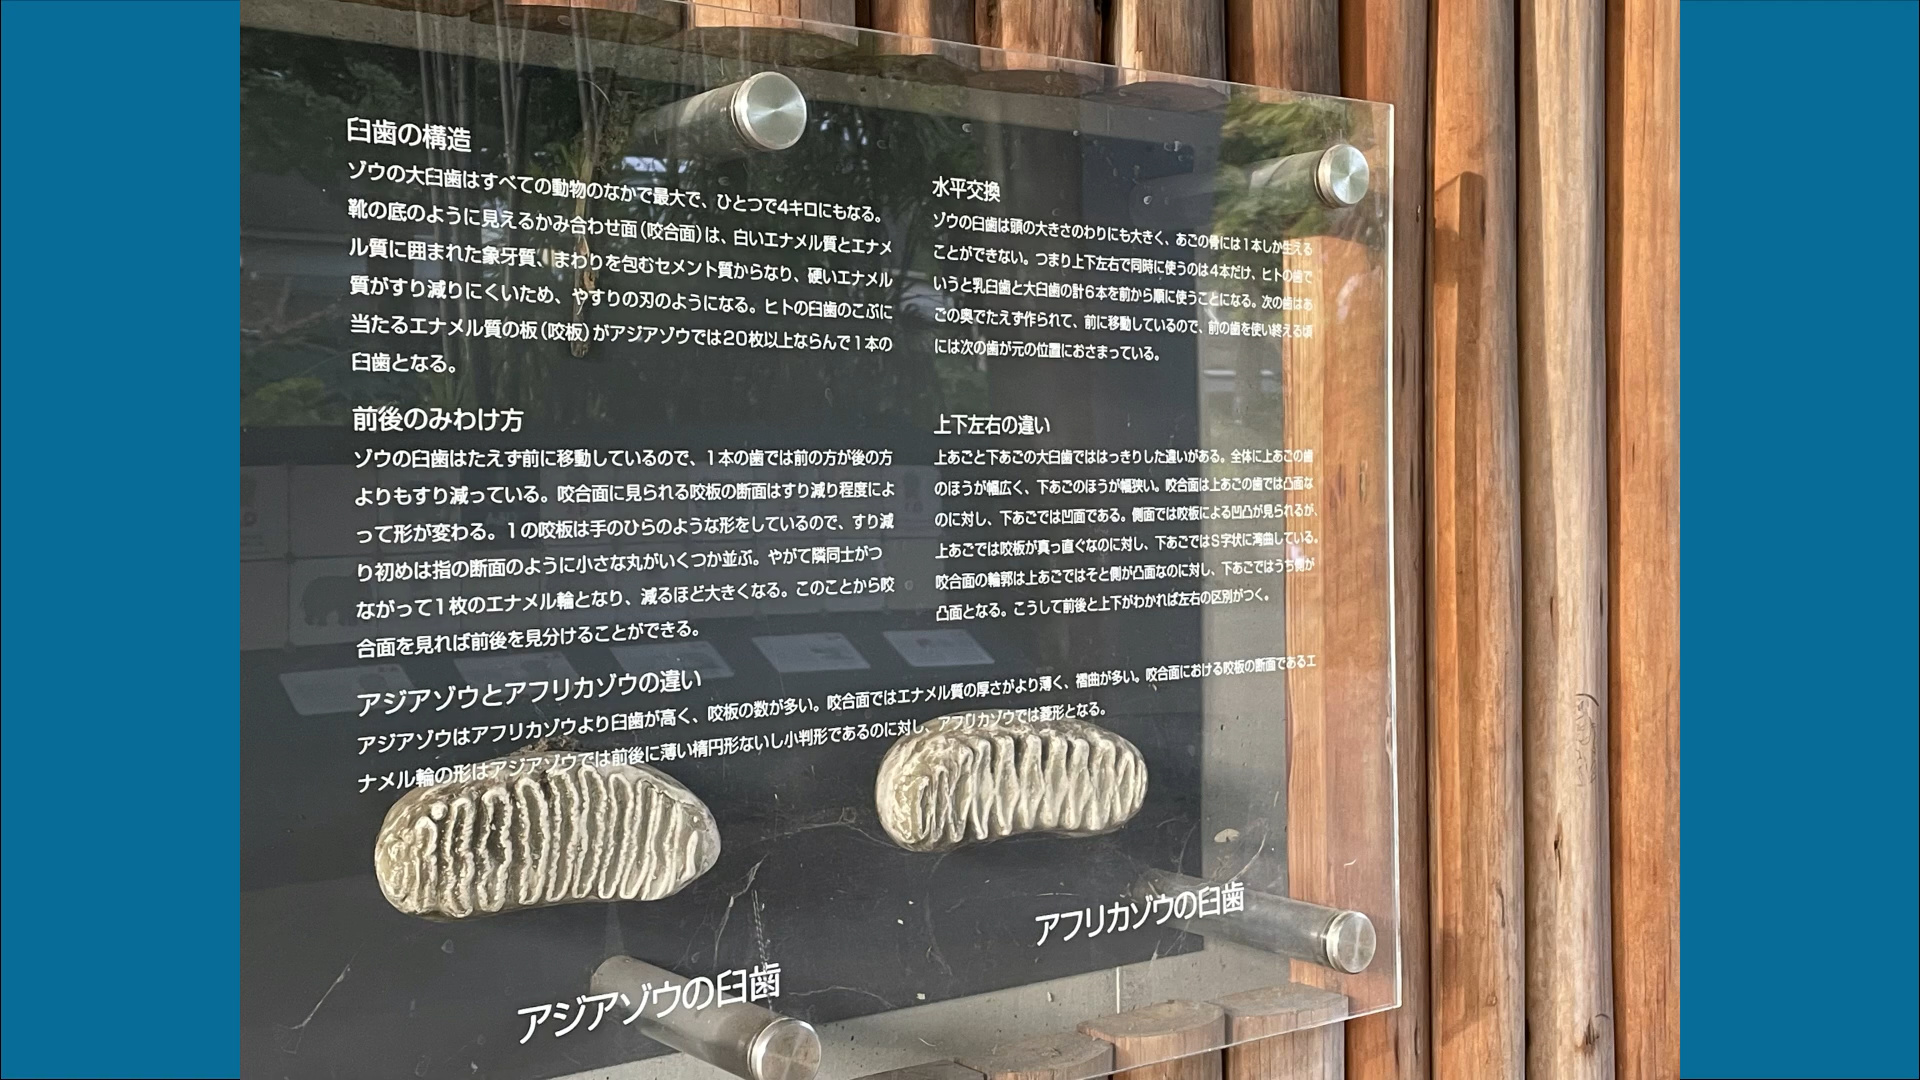 臼歯の構造
ゾウの大臼歯はすべての動物のなかで最大で、ひとつで4キロにもなる。
靴の底のように見えるかみ合わせ面（咬合面）は、白いエナメル質とエナメ
ル質に囲まれた象牙質、まわりを包むセメント質からなり、硬いエナメル
質がすり減りにくいため、やすりの刃のようになる。ヒトの臼歯のこぶに
当たるエナメル質の板（咬板）がアジアゾウでは20枚以上ならんで1本の
臼歯となる。
前後のみわけ方
ゾウの臼歯はたえず前に移動しているので、1本の歯では前の方が後の方
よりもすり減っている。咬合面に見られる咬板の断面はすり減り程度によ
って形が変わる。1の咬板は手のひらのような形をしているので、すり減
り初めは指の断面のように小さな丸がいくつか並ぶ。やがて隣同士がつ
ながって1枚のエナメル輪となり、減るほど大きくなる。このことから咬
合面を見れば前後を見分けることができる。
水平交換
ゾウの臼歯は頭の大きさのわりにも大きく、あごの骨には1本しか生える
ことができない。つまり上下左右で同時に使うのは4本だけ、ヒトの歯で
いうと乳臼歯と大臼歯の計6本を前から順に使うことになる。次の歯はあ
ごの奥でたえず作られて、前に移動しているので、前の歯を使い終える頃
には次の歯が元の位置におさまっている。
上下左右の違い
上あごと下あごの大臼歯でははっきりした違いがある。全体に上あごの歯
のほうが幅広く、下あごのほうが幅狭い。咬合面は上あごの歯では凸面な
のに対し、下あごでは凹面である。側面では咬板による凹凸が見られるが、
上あごでは咬板が真っ直ぐなのに対し、下あごではS字状に湾曲している。
咬合面の輪郭は上あごではそと側が凸面なのに対し、下あごではうち側が
凸面となる。こうして前後と上下がわかれば左右の区別がつく。
アジアゾウとアフリカゾウの違い
アジアゾウはアフリカゾウより臼歯が高く、咬板の数が多い。咬合面ではエナメル質の厚さがより薄く、褶曲が多い。咬合面における咬板の断面であるエ
ナメル輪の形はアジアゾウでは前後に薄い楕円形ないし小判形であるのに対し、アフリカゾウでは菱形となる。
アジアゾウの臼歯
アフリカゾウの臼歯